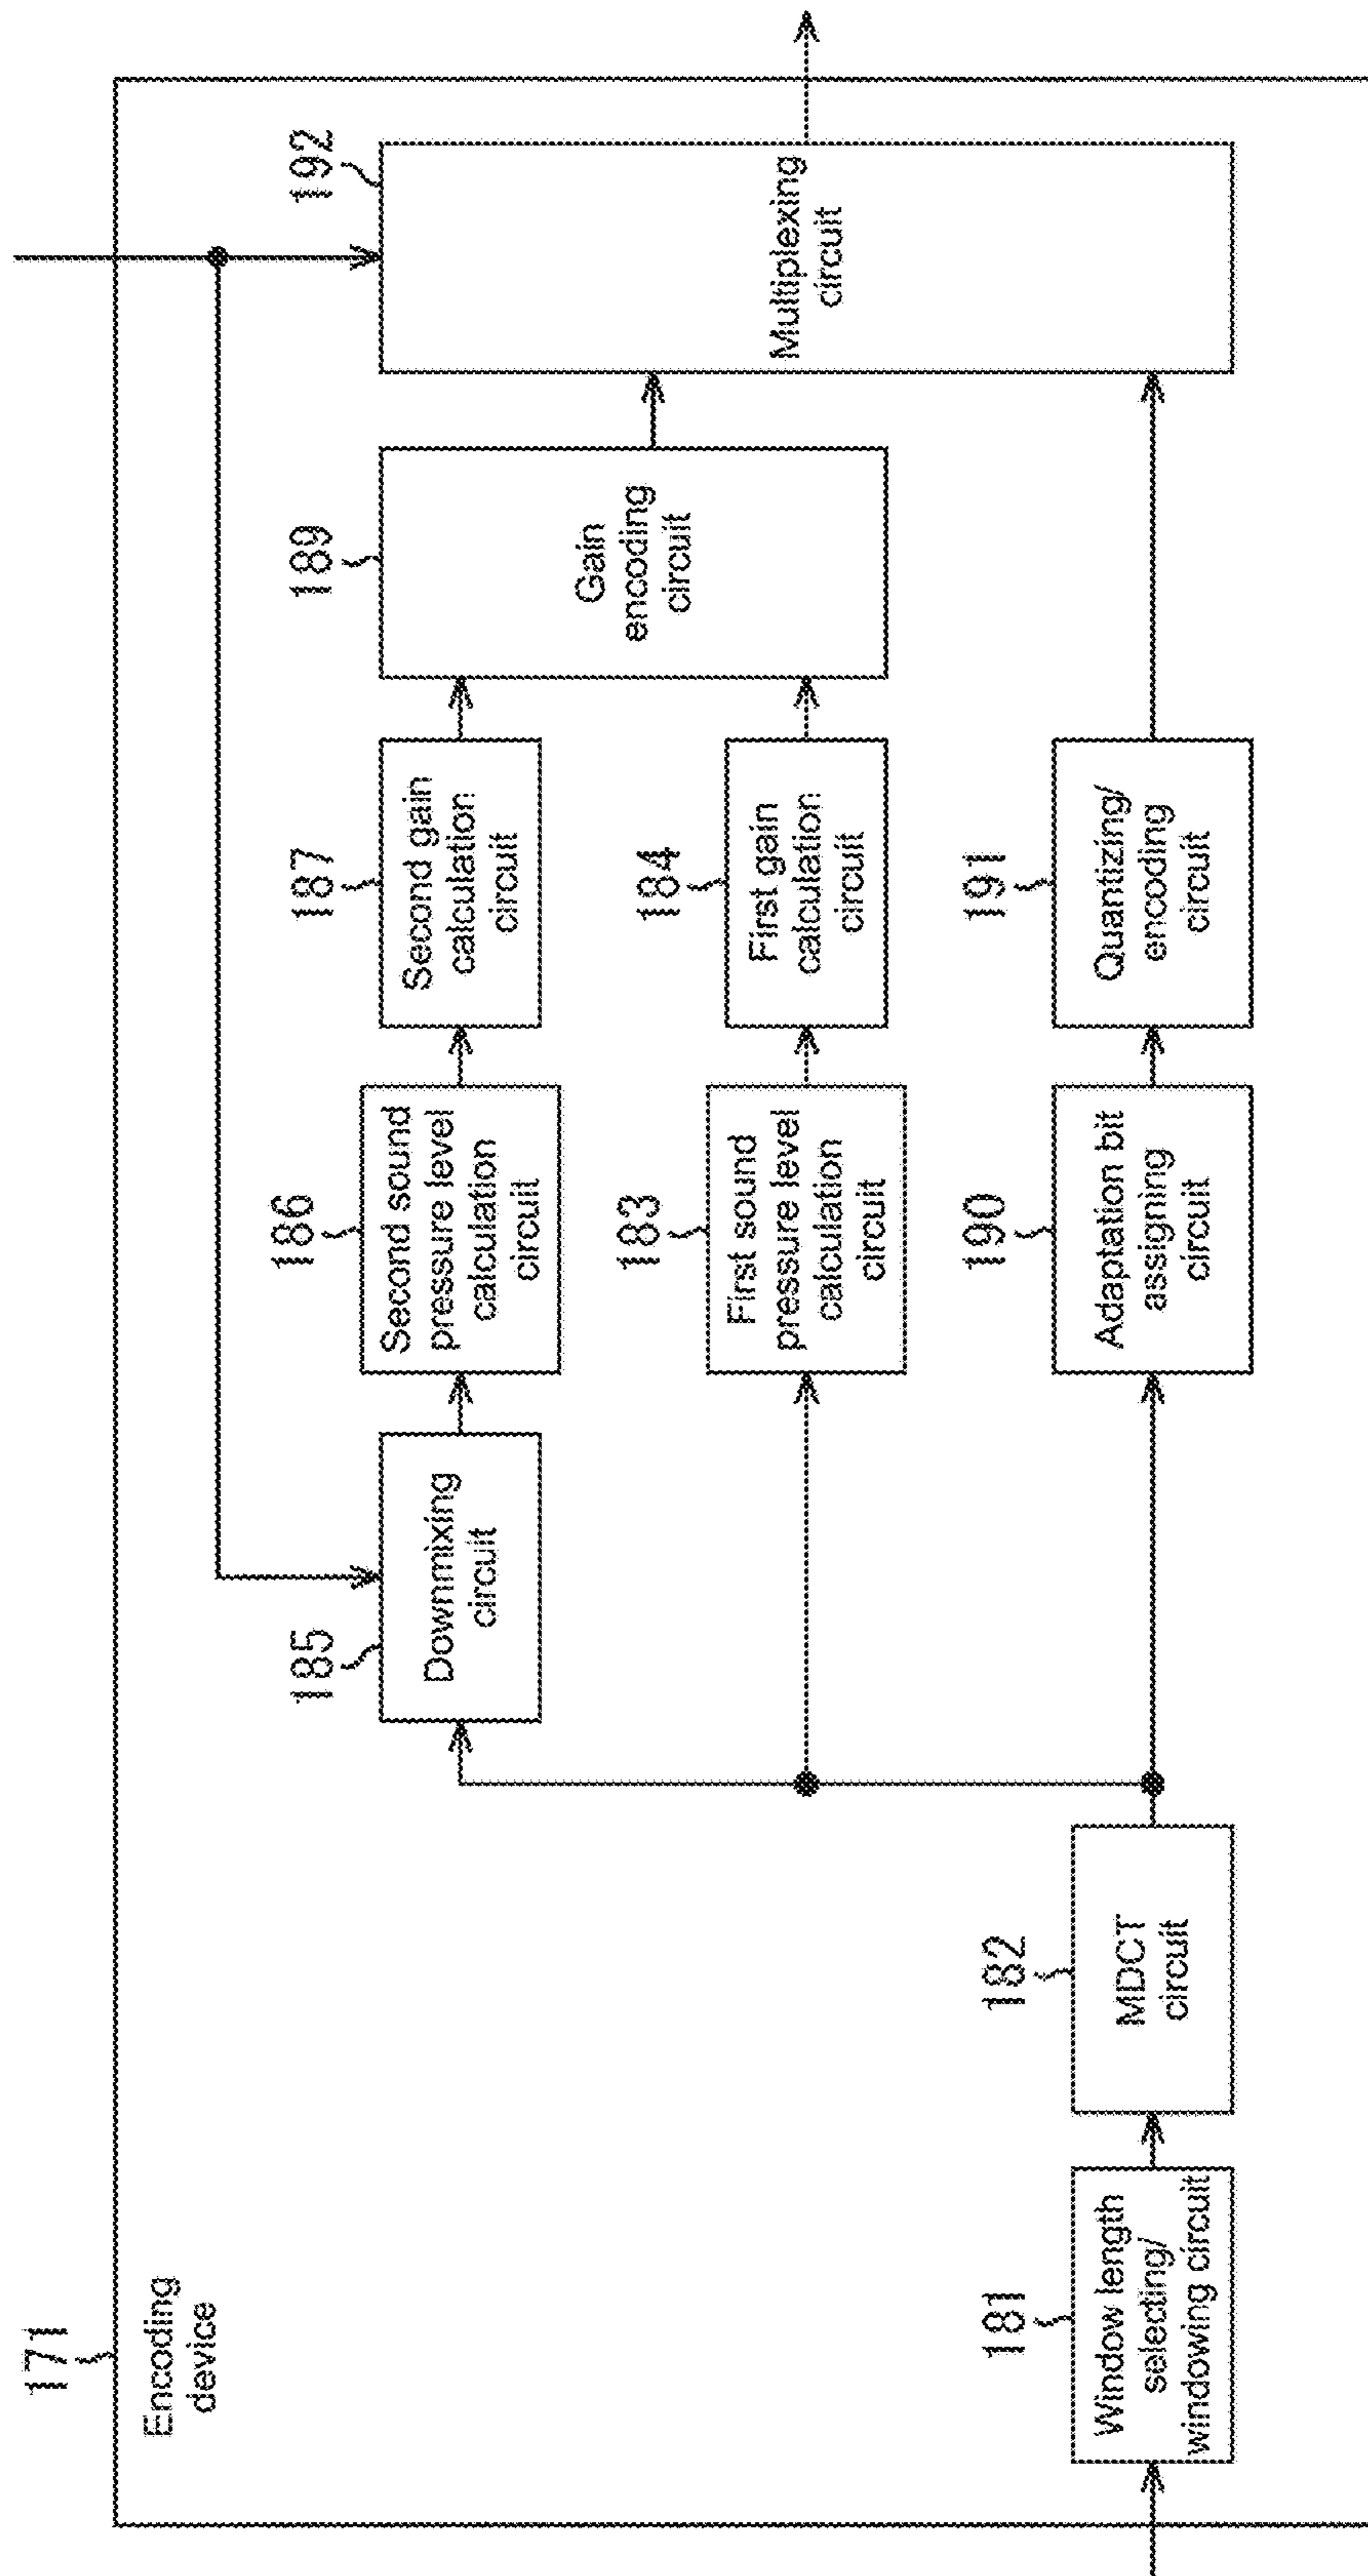 171
Encoding
device
185
Downmixing
circuit
186
Second sound
pressure level
calculation
circuit
187
Second gain
calculation
circuit
189
Gain
encoding
circuit
192
Multiplexing
circuit
183
First sound
pressure level
calculation
circuit
184
First gain
calculation
circuit
181
Window length
selecting/
windowing circuit
182
MDCT
circuit
190
Adaptation bit
assigning
circuit
191
Quantizing/
encoding
circuit